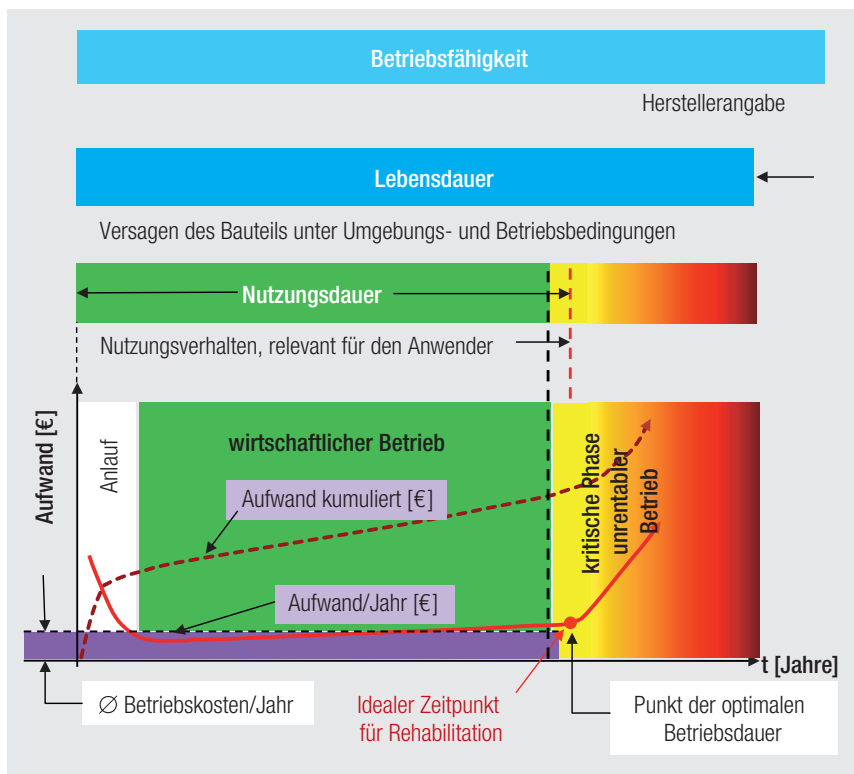 Betriebsfähigkeit
Herstellerangabe
Lebensdauer
Versagen des Bauteils unter Umgebungs- und Betriebsbedingungen
Nutzungsdauer
Nutzungsverhalten, relevant für den Anwender
Aufwand [€]
Anlauf
wirtschaftlicher Betrieb
Aufwand kumuliert [€]
Aufwand/Jahr [€]
kritische Phase
unrentabler
Betrieb
t [Jahre]
∅ Betriebskosten/Jahr
Idealer Zeitpunkt
für Rehabilitation
Punkt der optimalen
Betriebsdauer